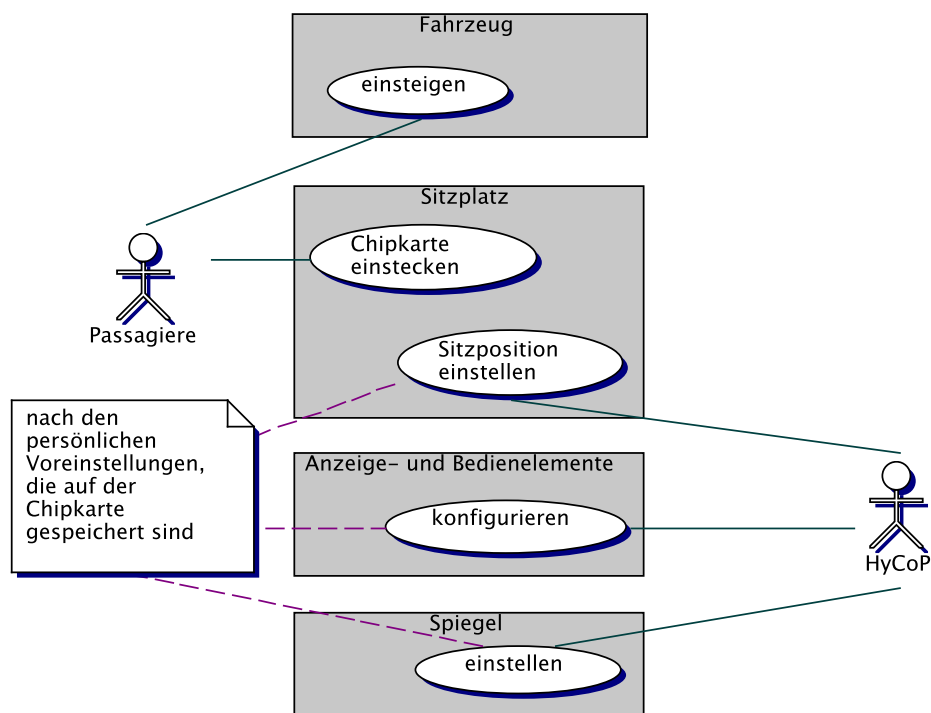 Fahrzeug
einsteigen
Sitzplatz
Chipkarte
einstecken
Passagiere
Sitzposition
einstellen
nach den
persönlichen
Voreinstellungen,
die auf der
Chipkarte
gespeichert sind
Anzeige- und Bedienelemente
konfigurieren
HyCoP
Spiegel
einstellen